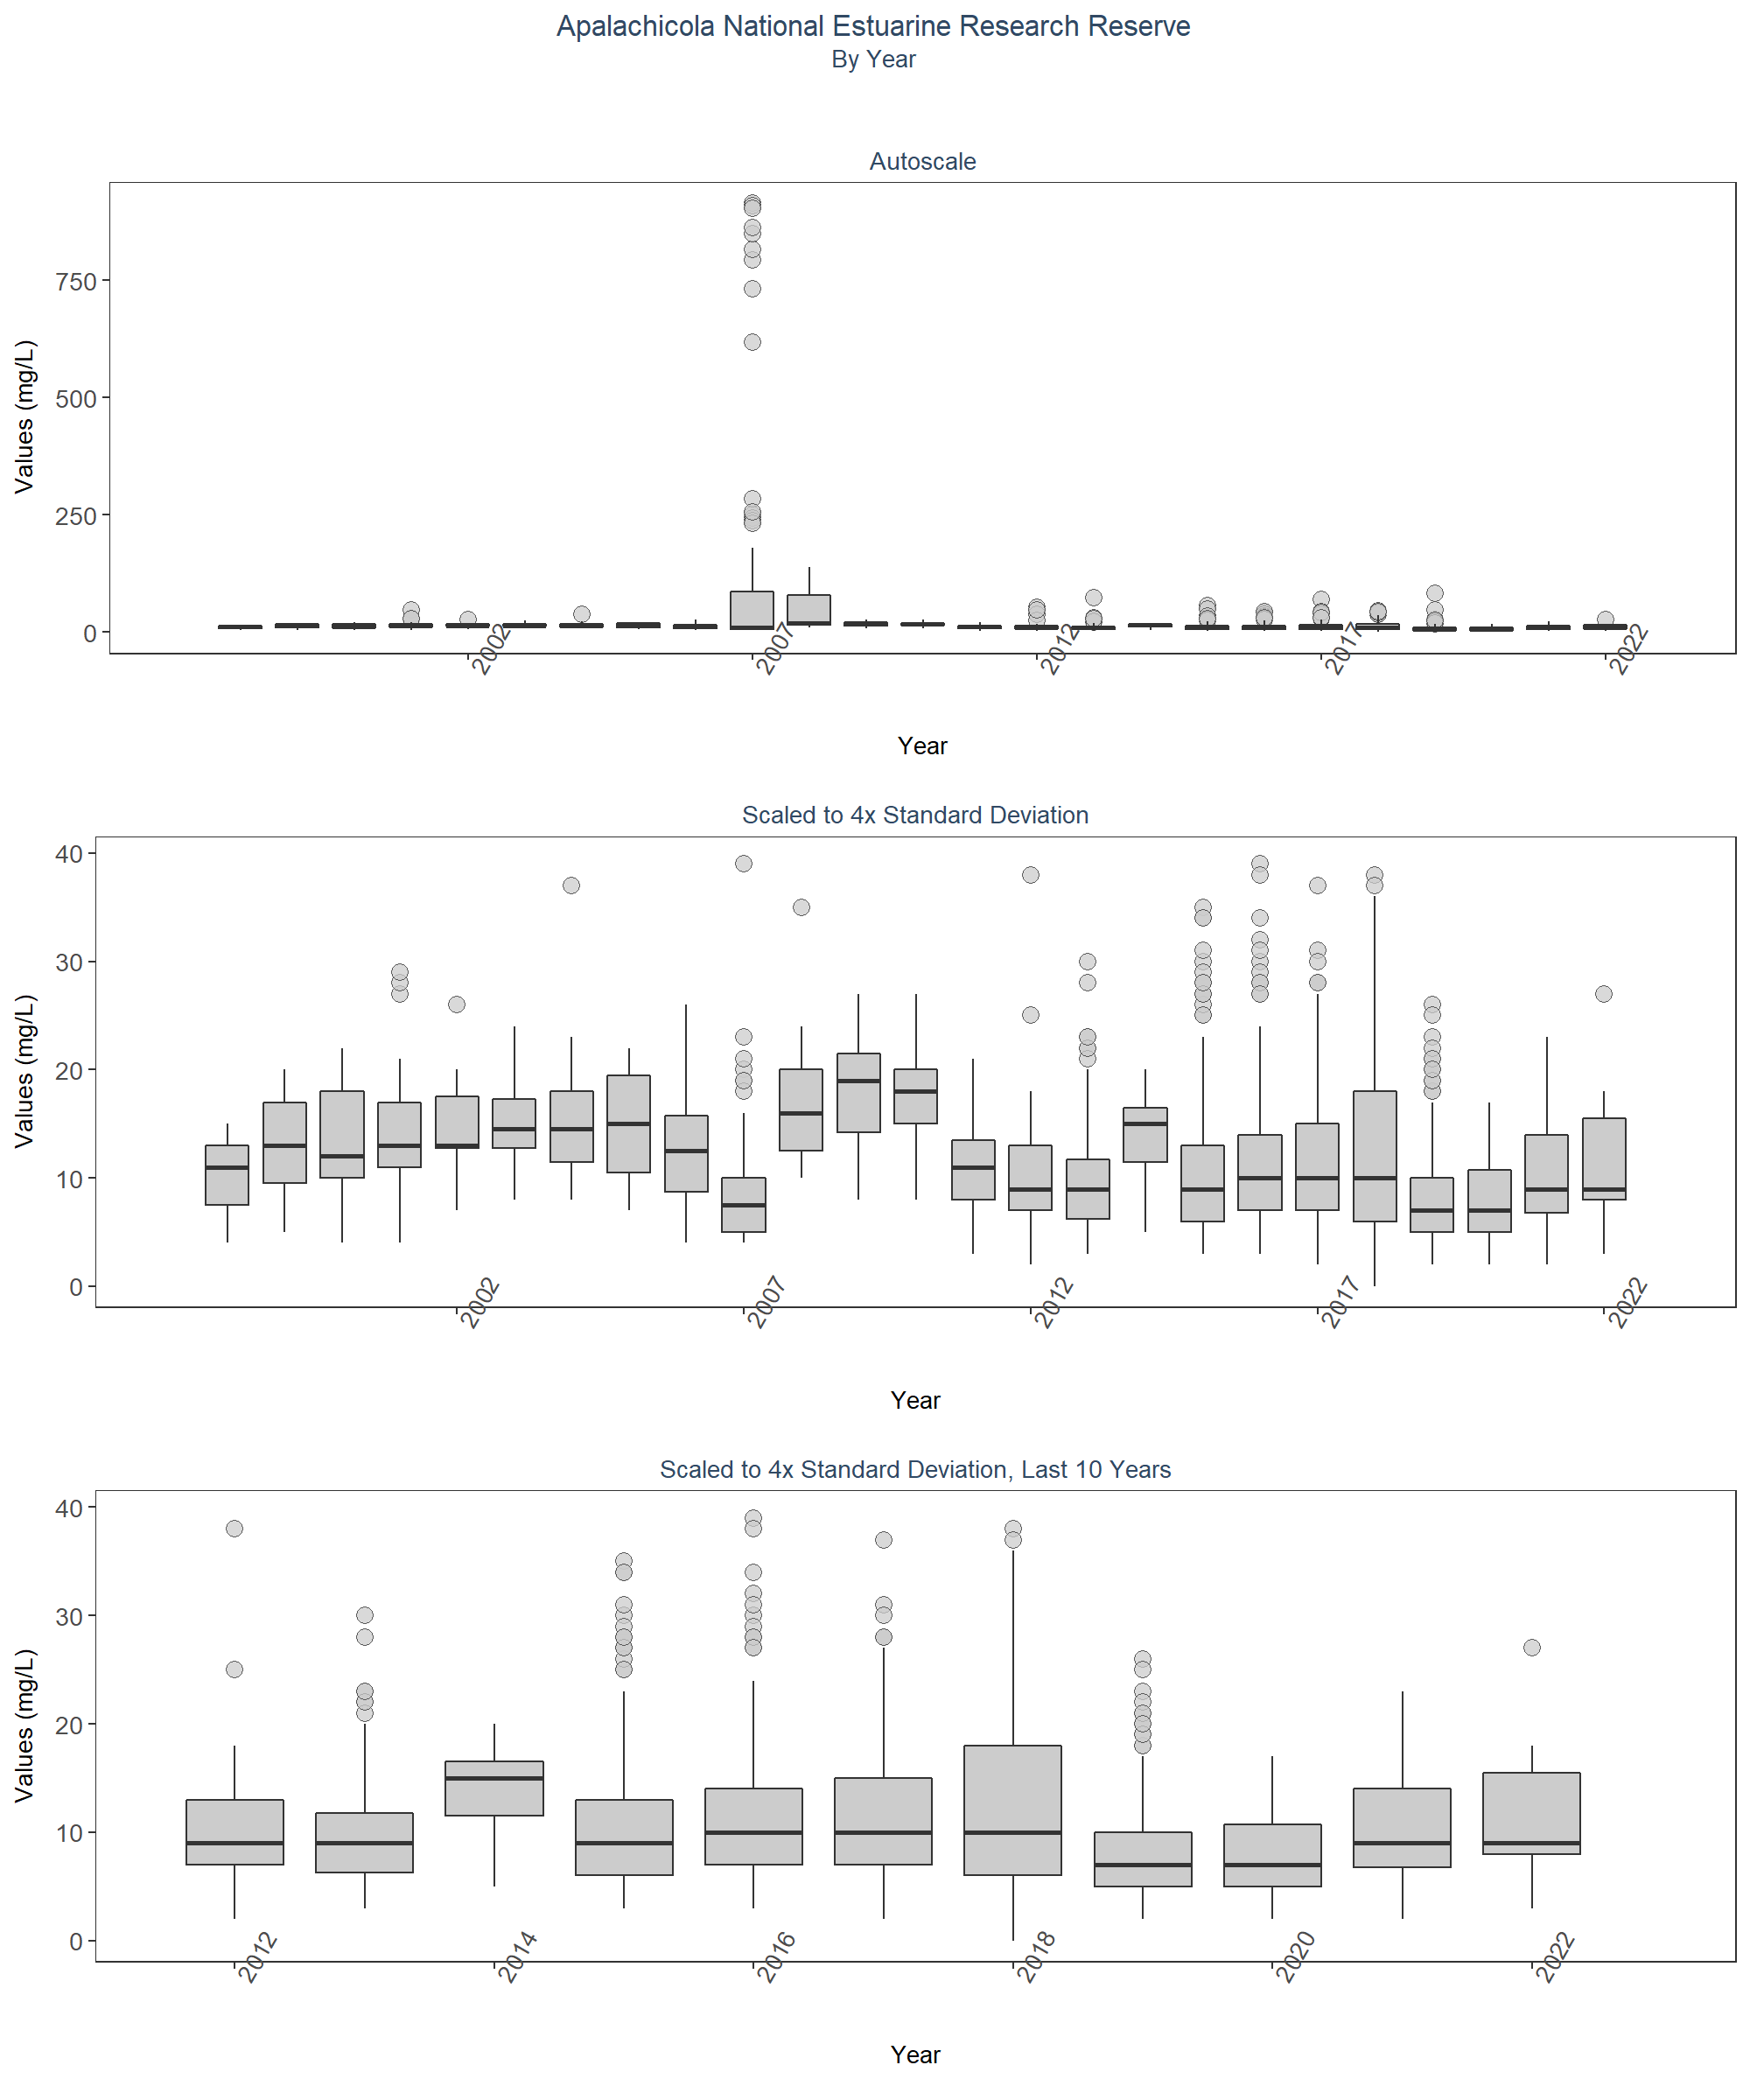 Apalachicola National Estuarine Research Reserve
By Year
Autoscale
Values (mg/L)
750
500
250
0
2002
2007
2012
2017
2022
Year
Scaled to 4x Standard Deviation
Values (mg/L)
40
30
20
10
0
2002
2007
2012
2017
2022
Year
Scaled to 4x Standard Deviation, Last 10 Years
Values (mg/L)
40
30
20
10
0
2012
2014
2016
2018
2020
2022
Year